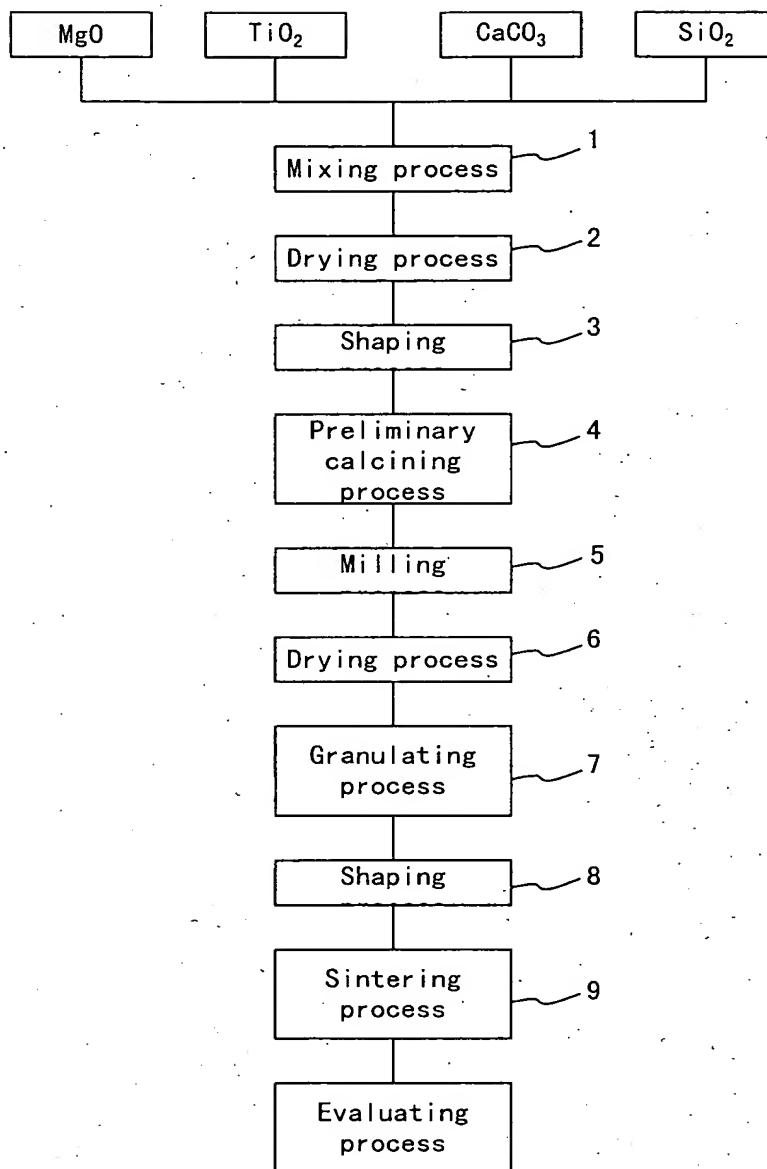 MgO TiO₂ CaCO₃ SiO₂
Mixing process 1
Drying process 2
Shaping 3
Preliminary
calcining
process 4
Milling 5
Drying process 6
Granulating
process 7
Shaping 8
Sintering
process 9
Evaluating
process